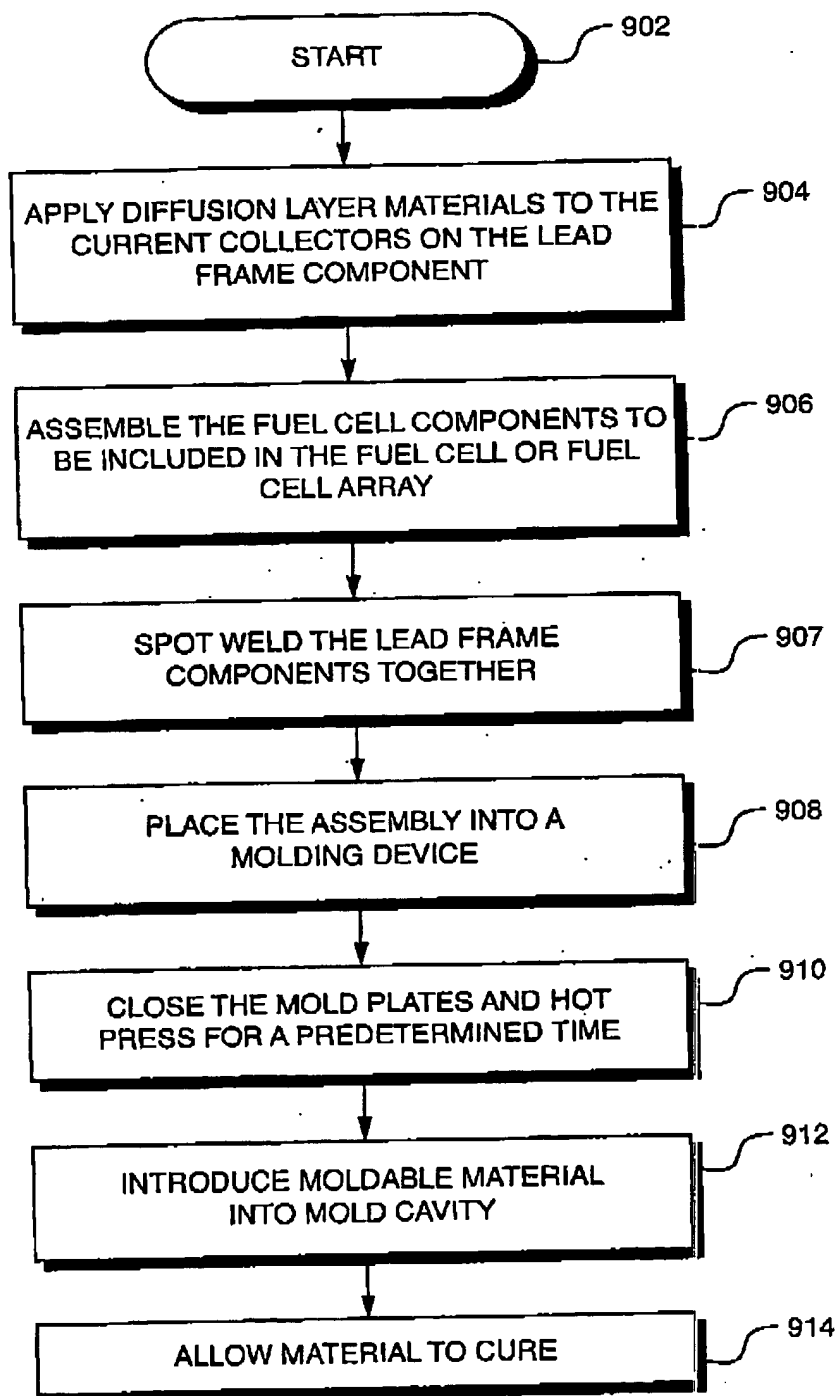 START
902
APPLY DIFFUSION LAYER MATERIALS TO THE
CURRENT COLLECTORS ON THE LEAD
FRAME COMPONENT
904
ASSEMBLE THE FUEL CELL COMPONENTS TO
BE INCLUDED IN THE FUEL CELL OR FUEL
CELL ARRAY
906
SPOT WELD THE LEAD FRAME
COMPONENTS TOGETHER
907
PLACE THE ASSEMBLY INTO A
MOLDING DEVICE
908
CLOSE THE MOLD PLATES AND HOT
PRESS FOR A PREDETERMINED TIME
910
INTRODUCE MOLDABLE MATERIAL
INTO MOLD CAVITY
912
ALLOW MATERIAL TO CURE
914